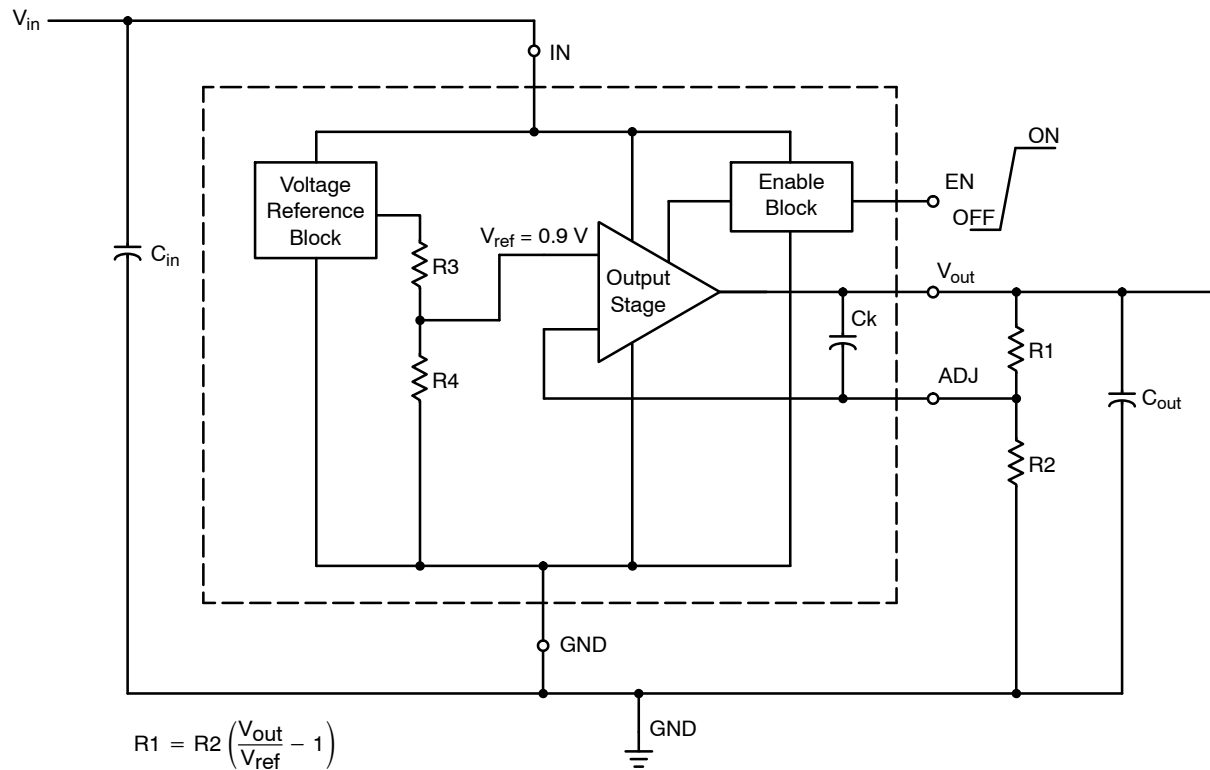 Vin
IN
ON
EN
OFF
Voltage
Reference
Block
Enable
Block
Cin
R3
Vref = 0.9 V
Output
Stage
Vout
Ck
R1
R4
ADJ
Cout
R2
GND
GND
R1 = R2 (Vout/Vref − 1)